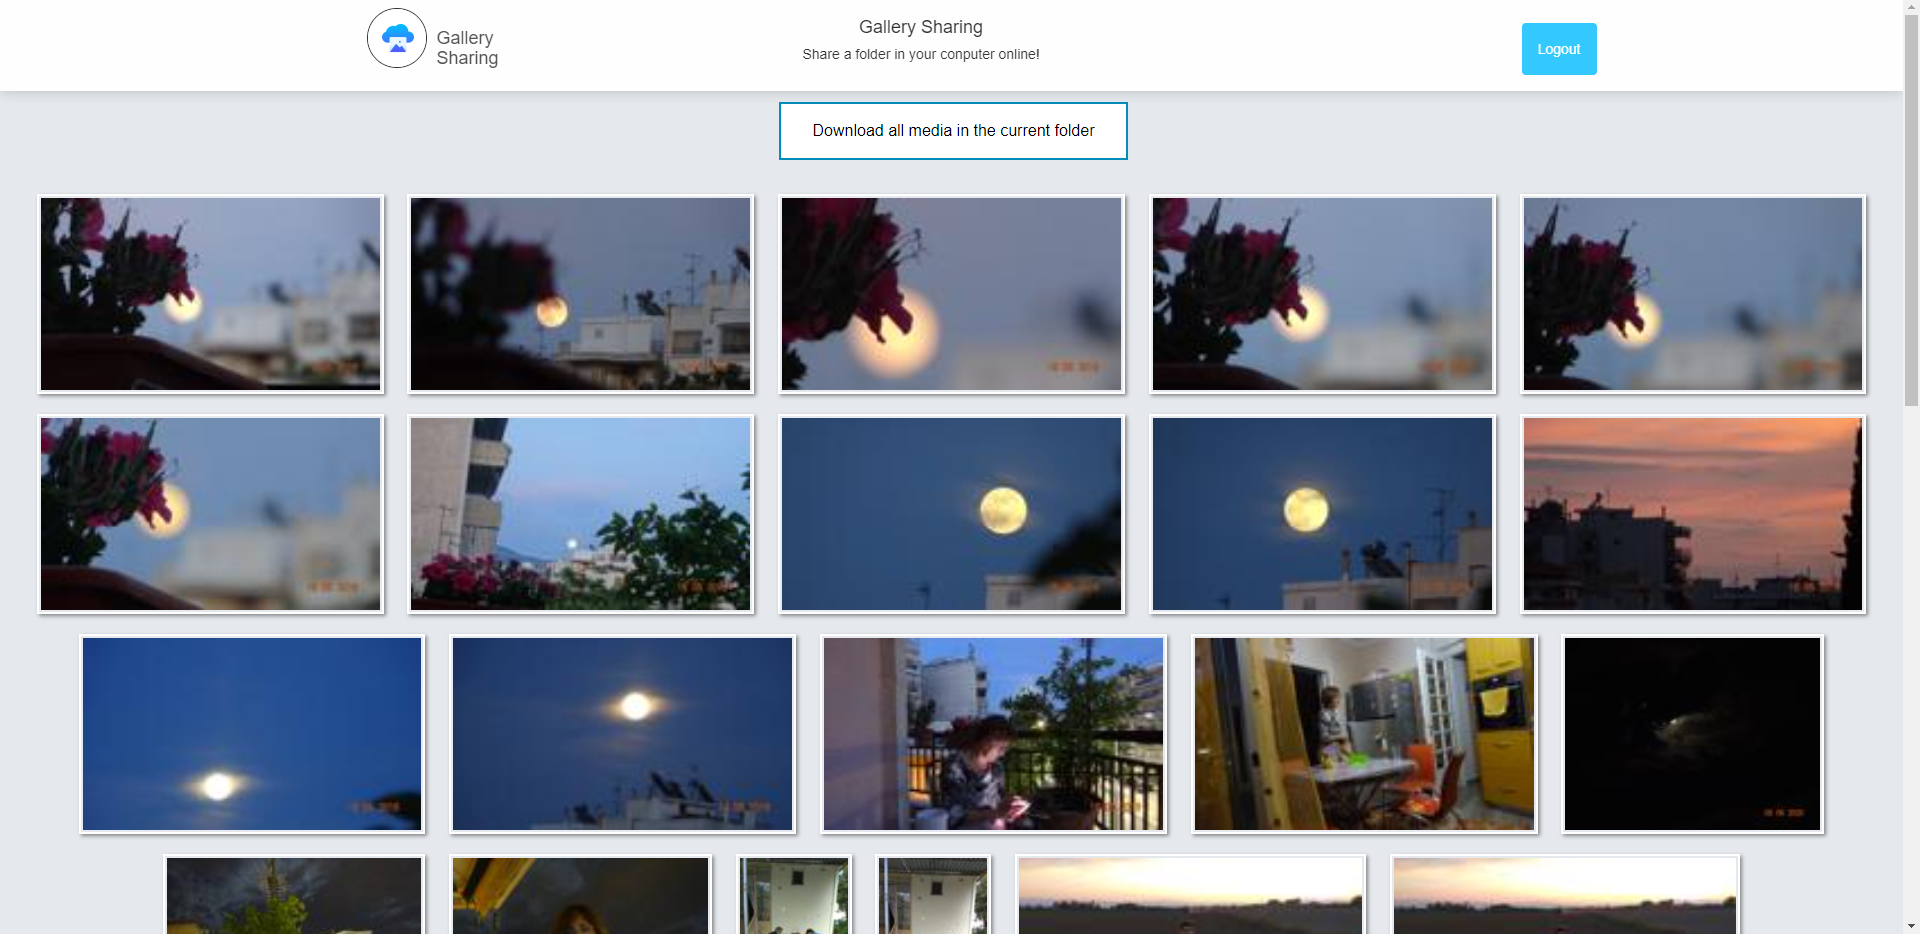 Gallery
Sharing
Gallery Sharing
Share a folder in your conputer online!
Logout
Download all media in the current folder